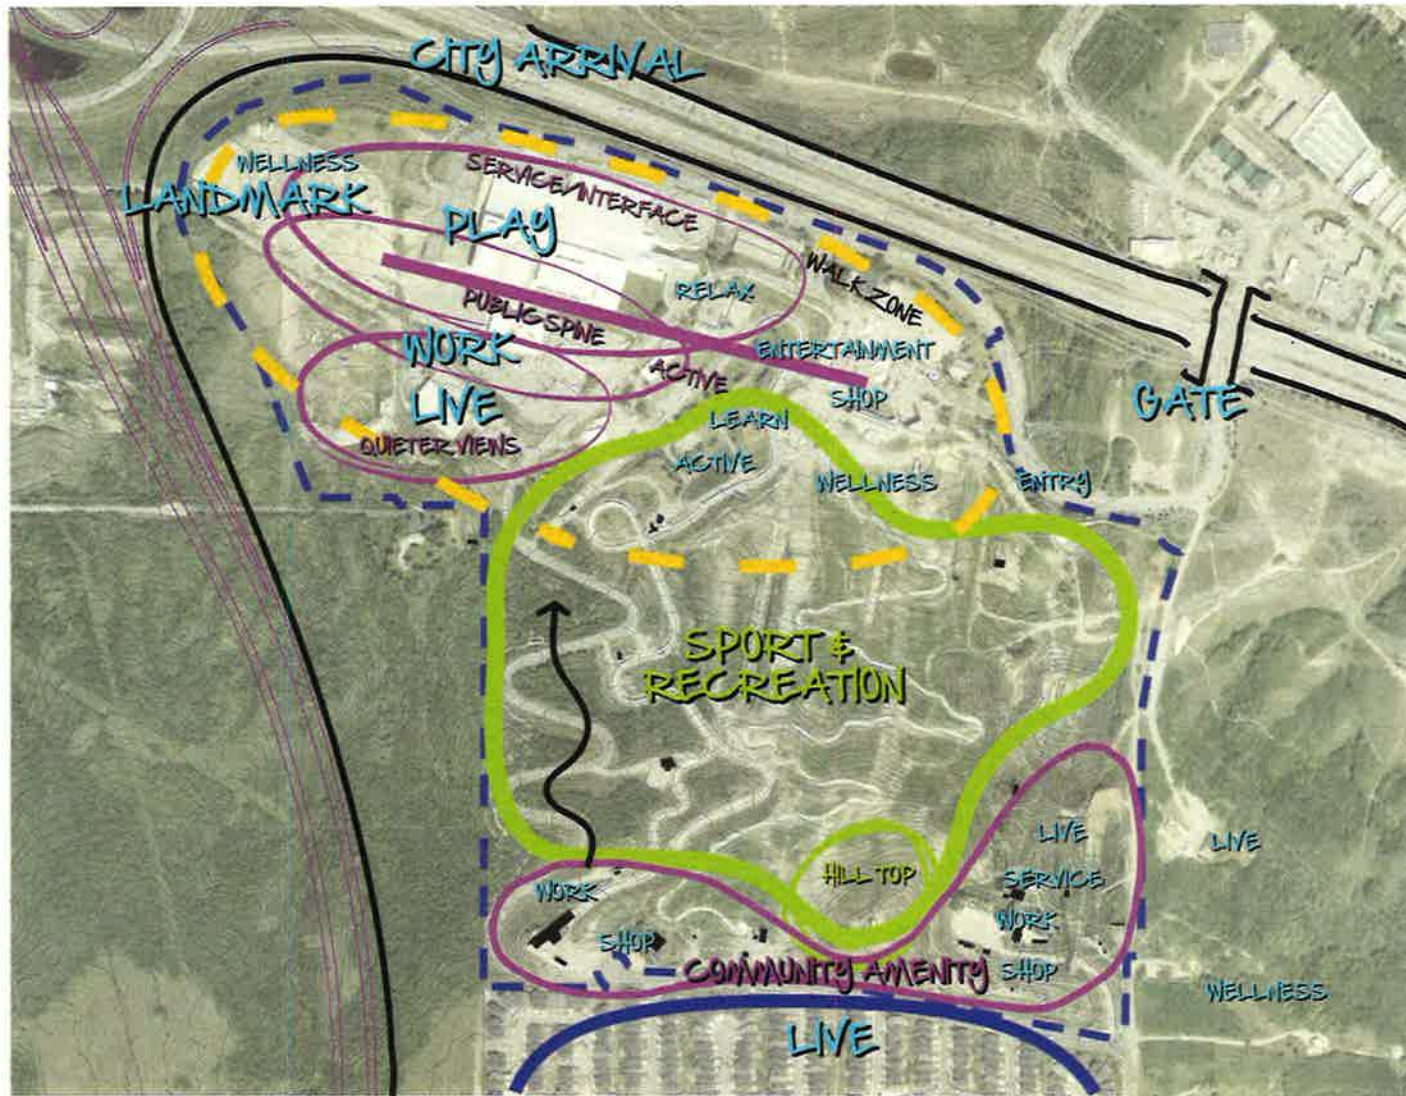 CITY ARRIVAL
WELLNESS
LANDMARK
SERVICE/INTERFACE
PLAY
WALK ZONE
RELAX
PUBLIC SPINE
WORK
ENTERTAINMENT
ACTIVE
SHOP
LIVE
GATE
LEARN
QUIETER VIEWS
ACTIVE
WELLNESS
ENTRY
SPORT &
RECREATION
LIVE
LIVE
HILL TOP
SERVICE
WORK
WORK
SHOP
COMMUNITY AMENITY
SHOP
WELLNESS
LIVE